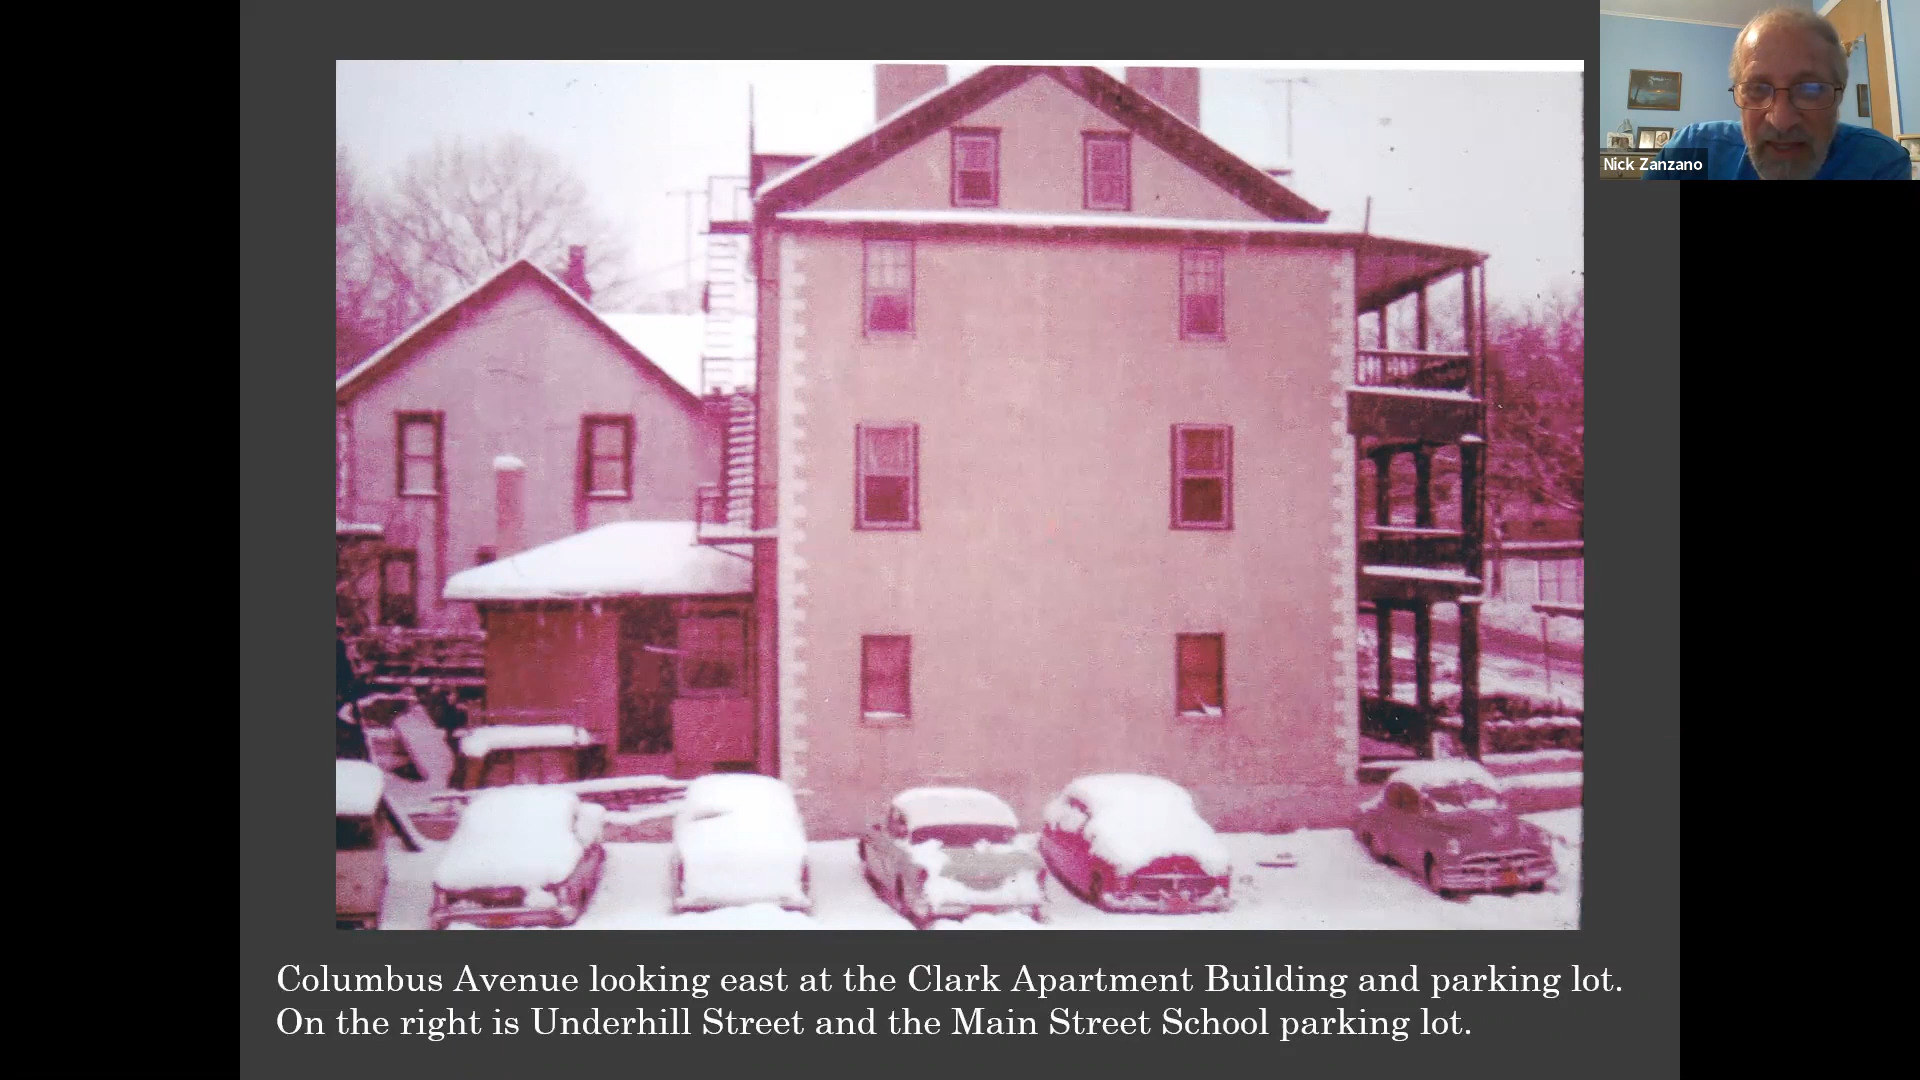 Nick Zanzano
Columbus Avenue looking east at the Clark Apartment Building and parking lot.
On the right is Underhill Street and the Main Street School parking lot.